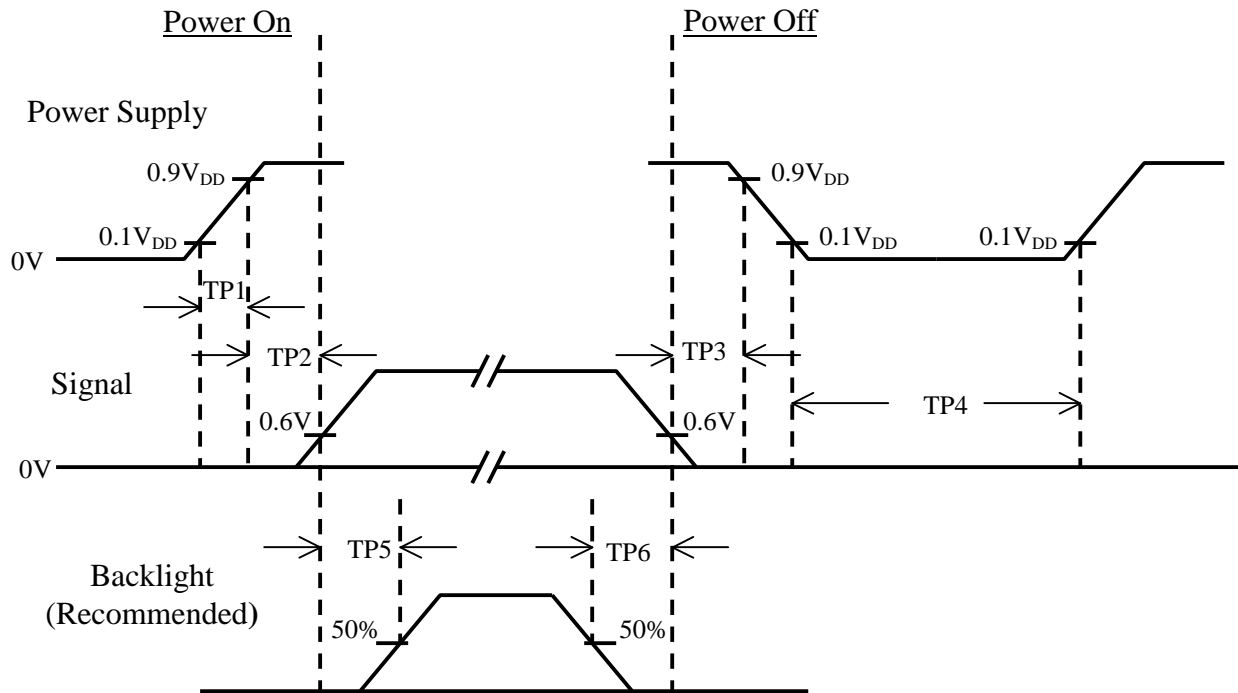 Power On
Power Off
Power Supply
0.9VDD
0.9VDD
0.1VDD
0.1VDD
0.1VDD
0V
TP1
TP2
TP3
Signal
TP4
0.6V
0.6V
0V
TP5
TP6
Backlight
(Recommended)
50%
50%